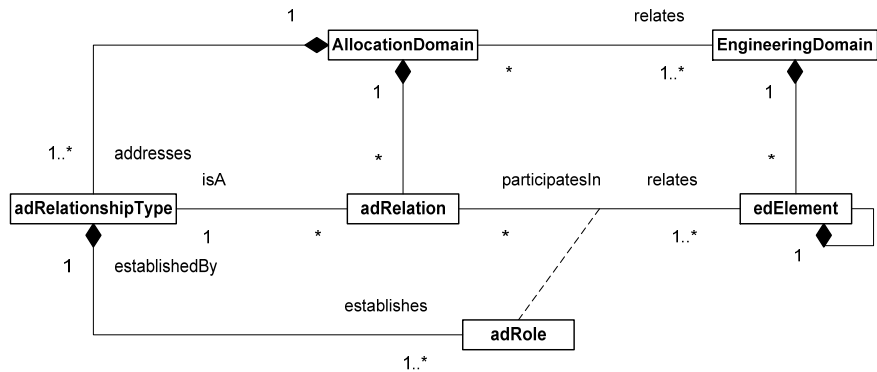 1
relates
AllocationDomain
EngineeringDomain
*
1..*
1
1
1..*
addresses
*
*
isA
participatesIn
relates
adRelationshipType
adRelation
edElement
1
*
*
1..*
1
establishedBy
1
establishes
adRole
1..*